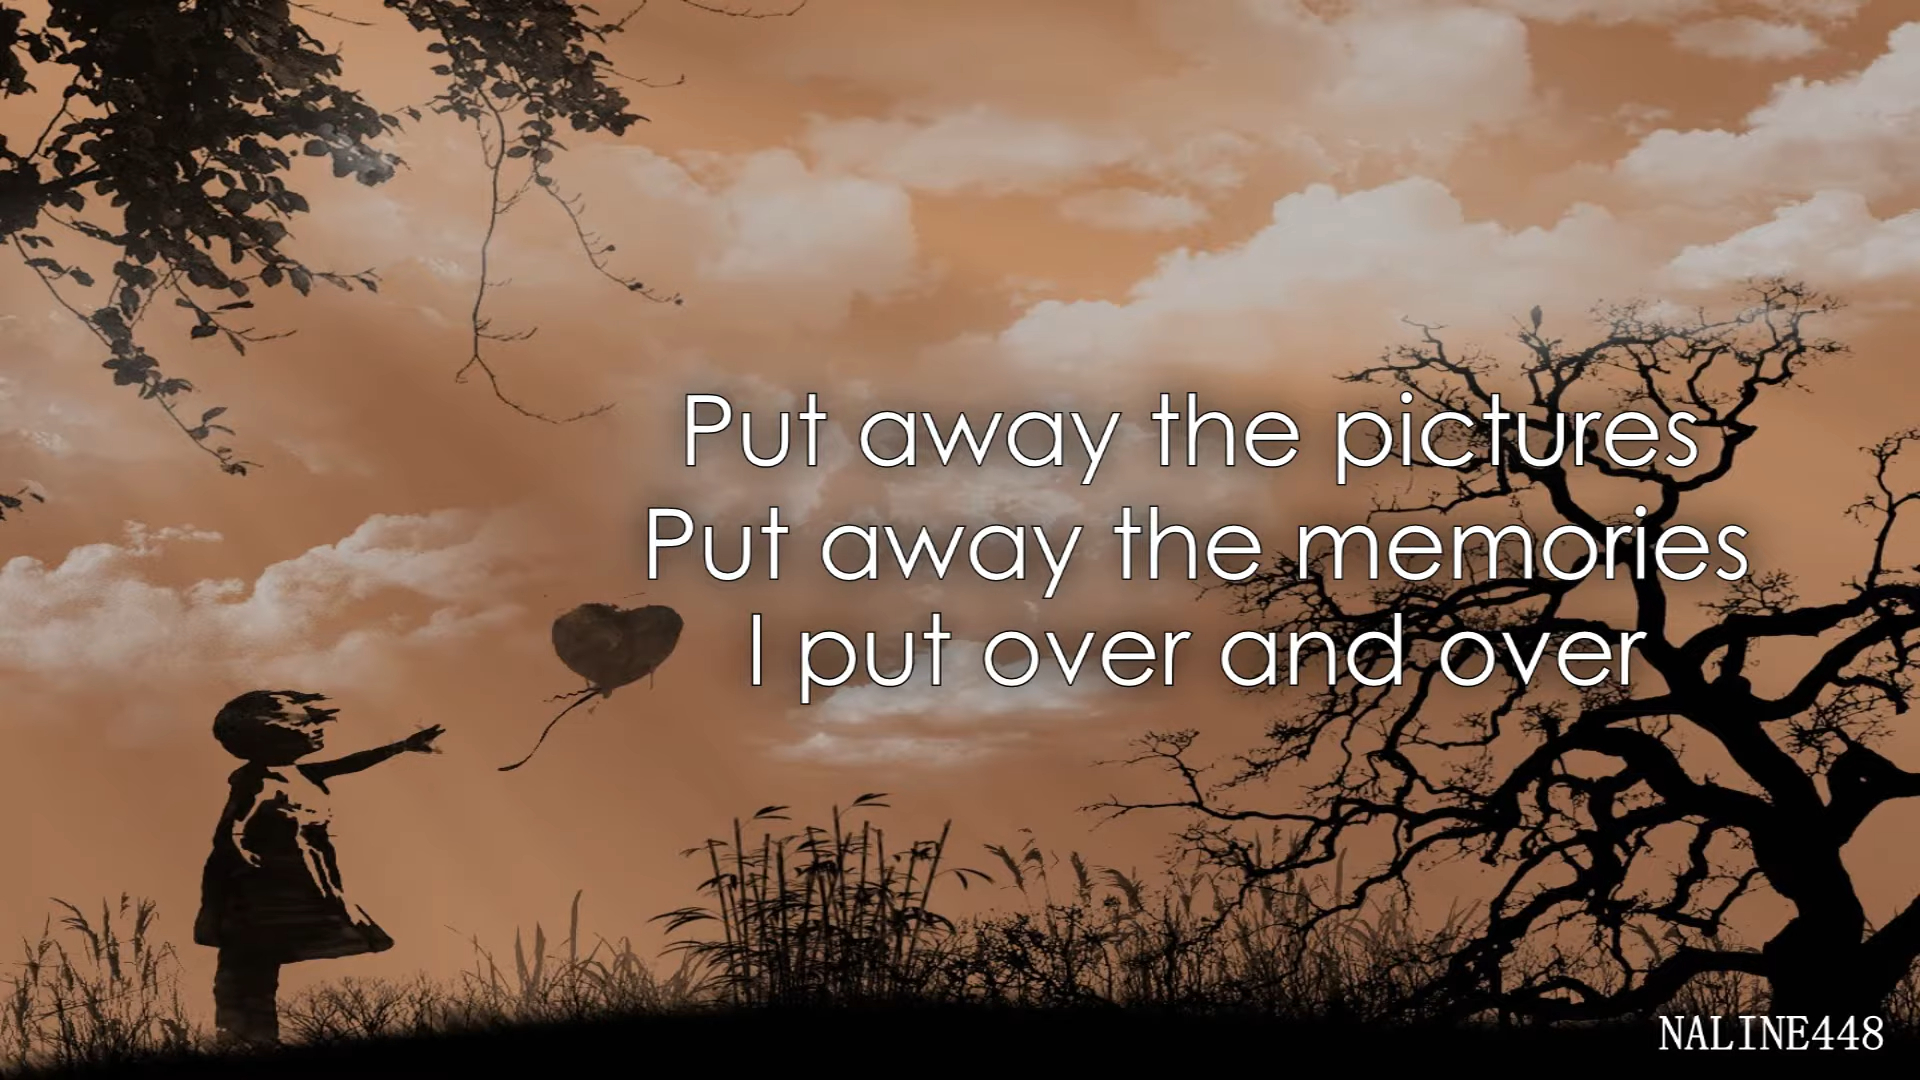 Put away the pictures
Put away the memories
I put over and over
NALINE448